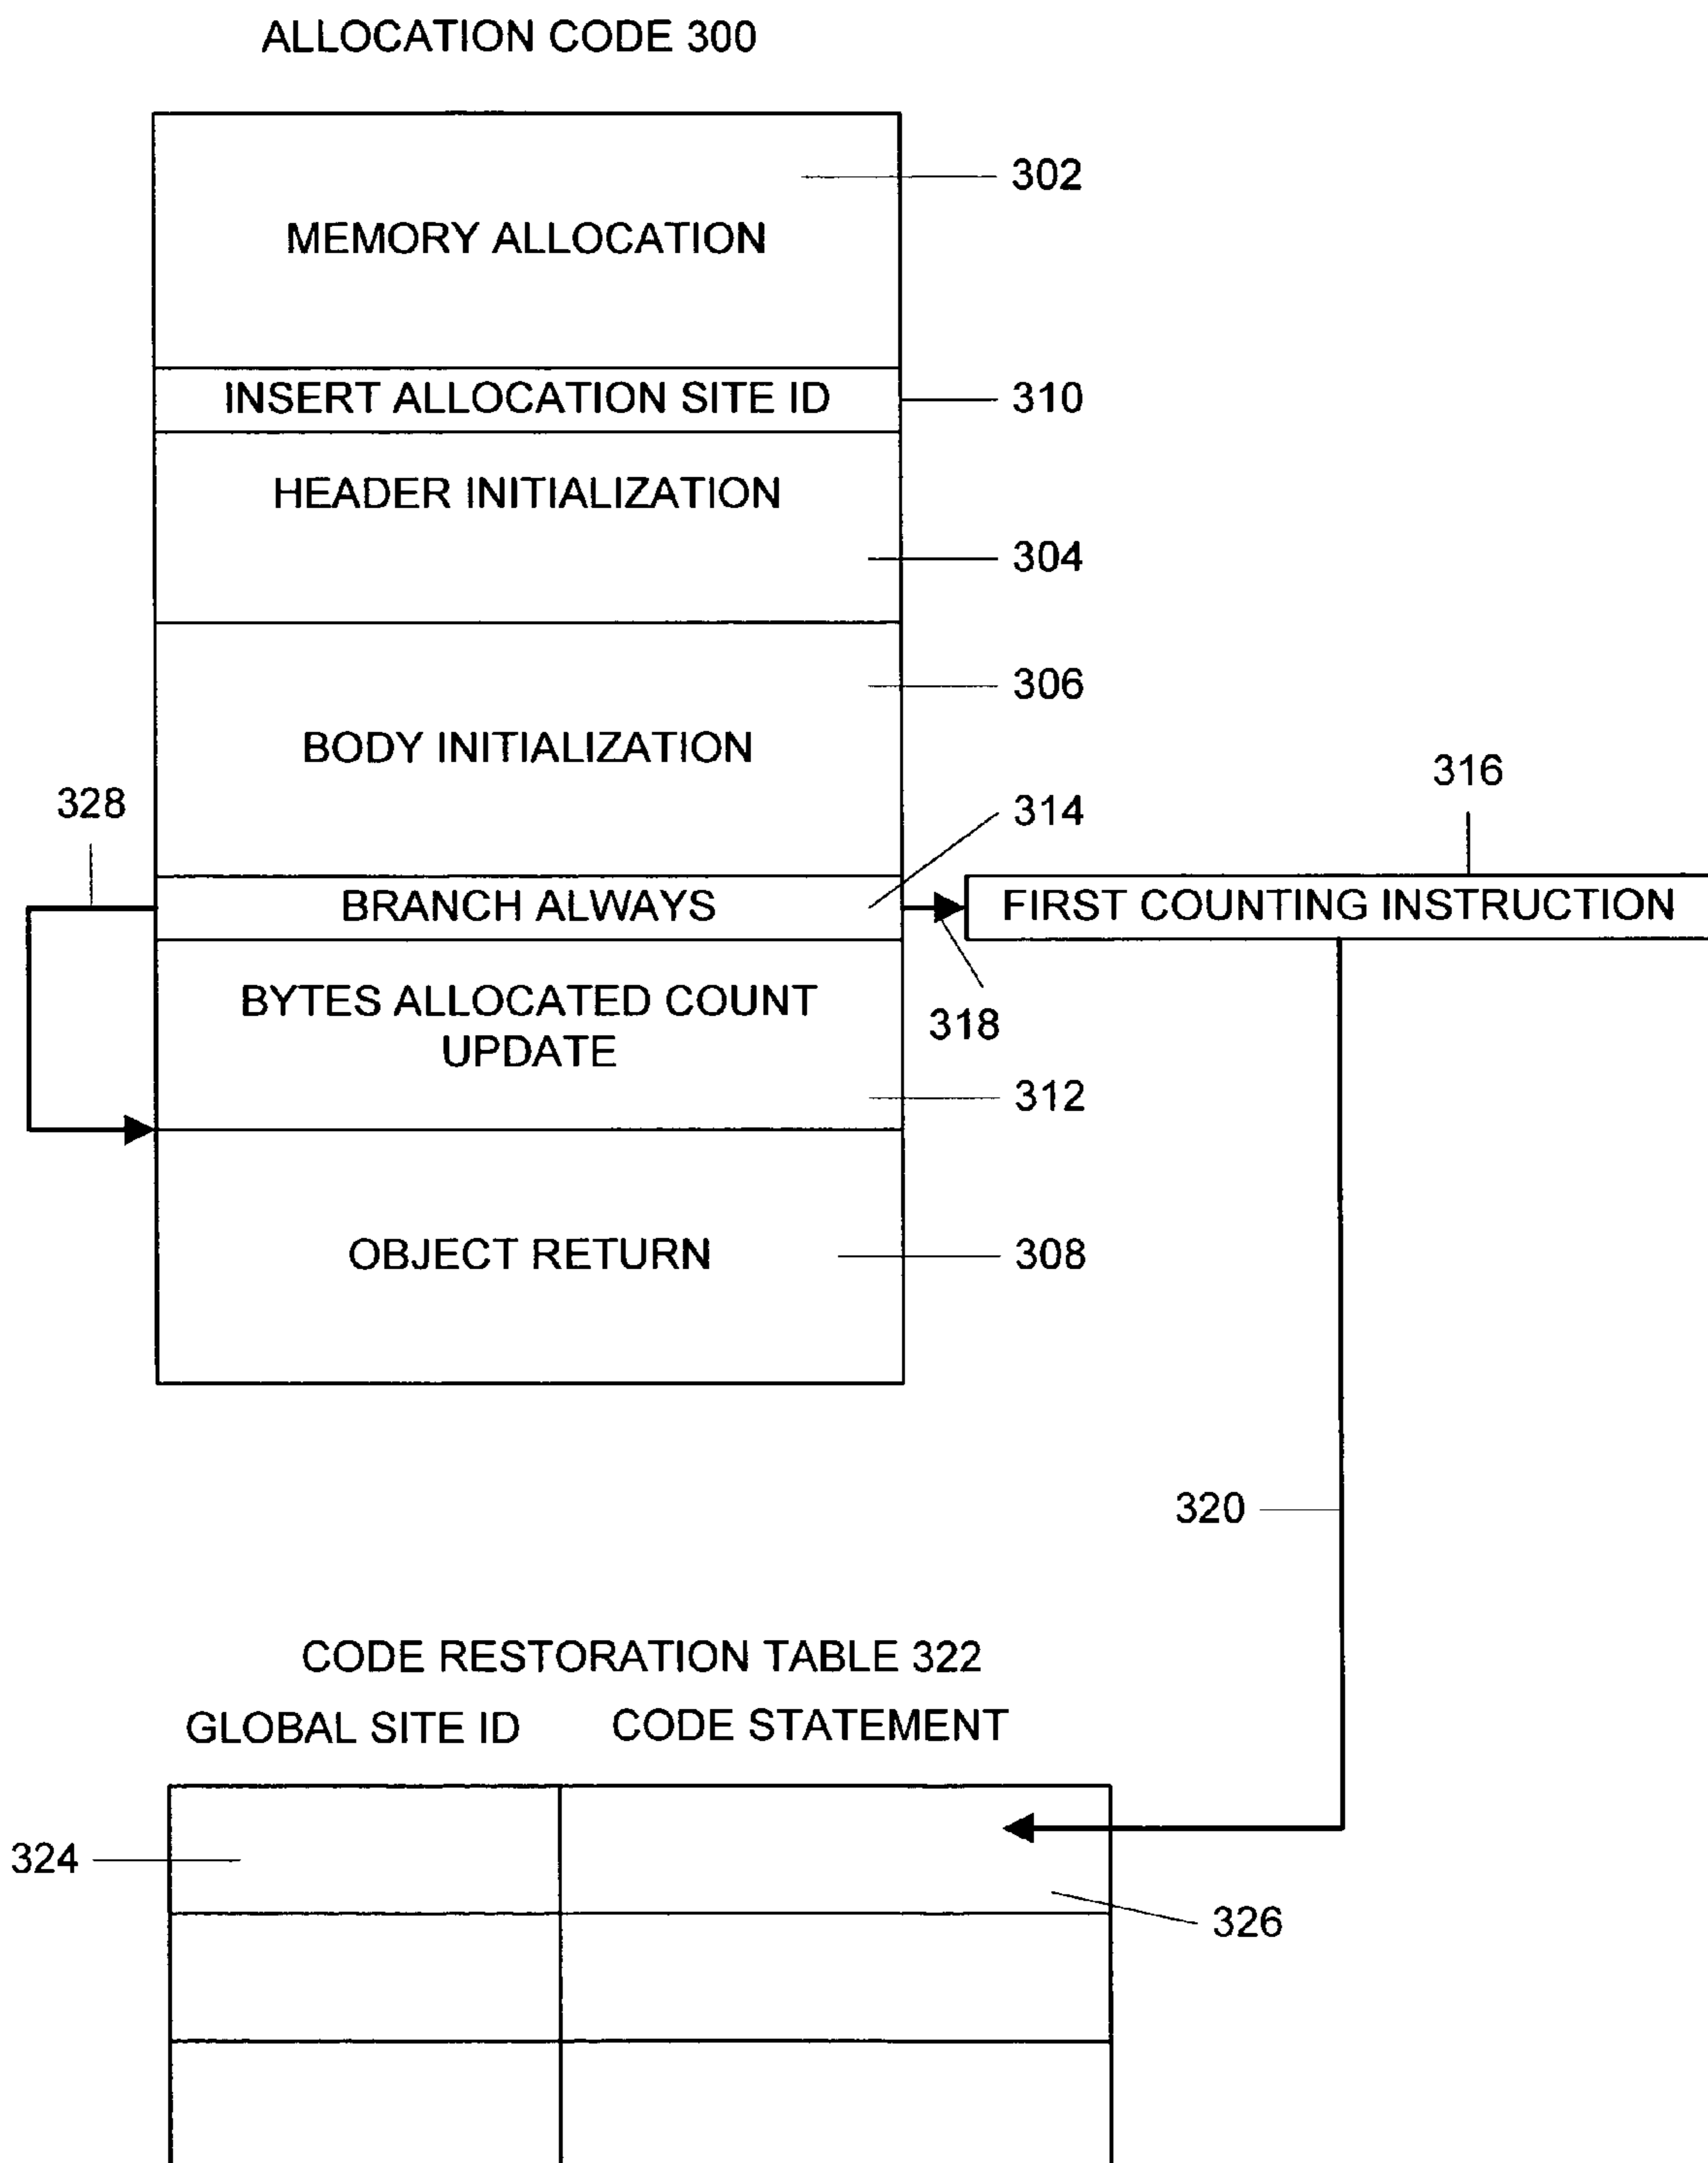 ALLOCATION CODE 300
302
MEMORY ALLOCATION
INSERT ALLOCATION SITE ID
310
HEADER INITIALIZATION
304
306
BODY INITIALIZATION
316
328
314
BRANCH ALWAYS
FIRST COUNTING INSTRUCTION
BYTES ALLOCATED COUNT
UPDATE
318
312
OBJECT RETURN
308
320
CODE RESTORATION TABLE 322
GLOBAL SITE ID
CODE STATEMENT
324
326